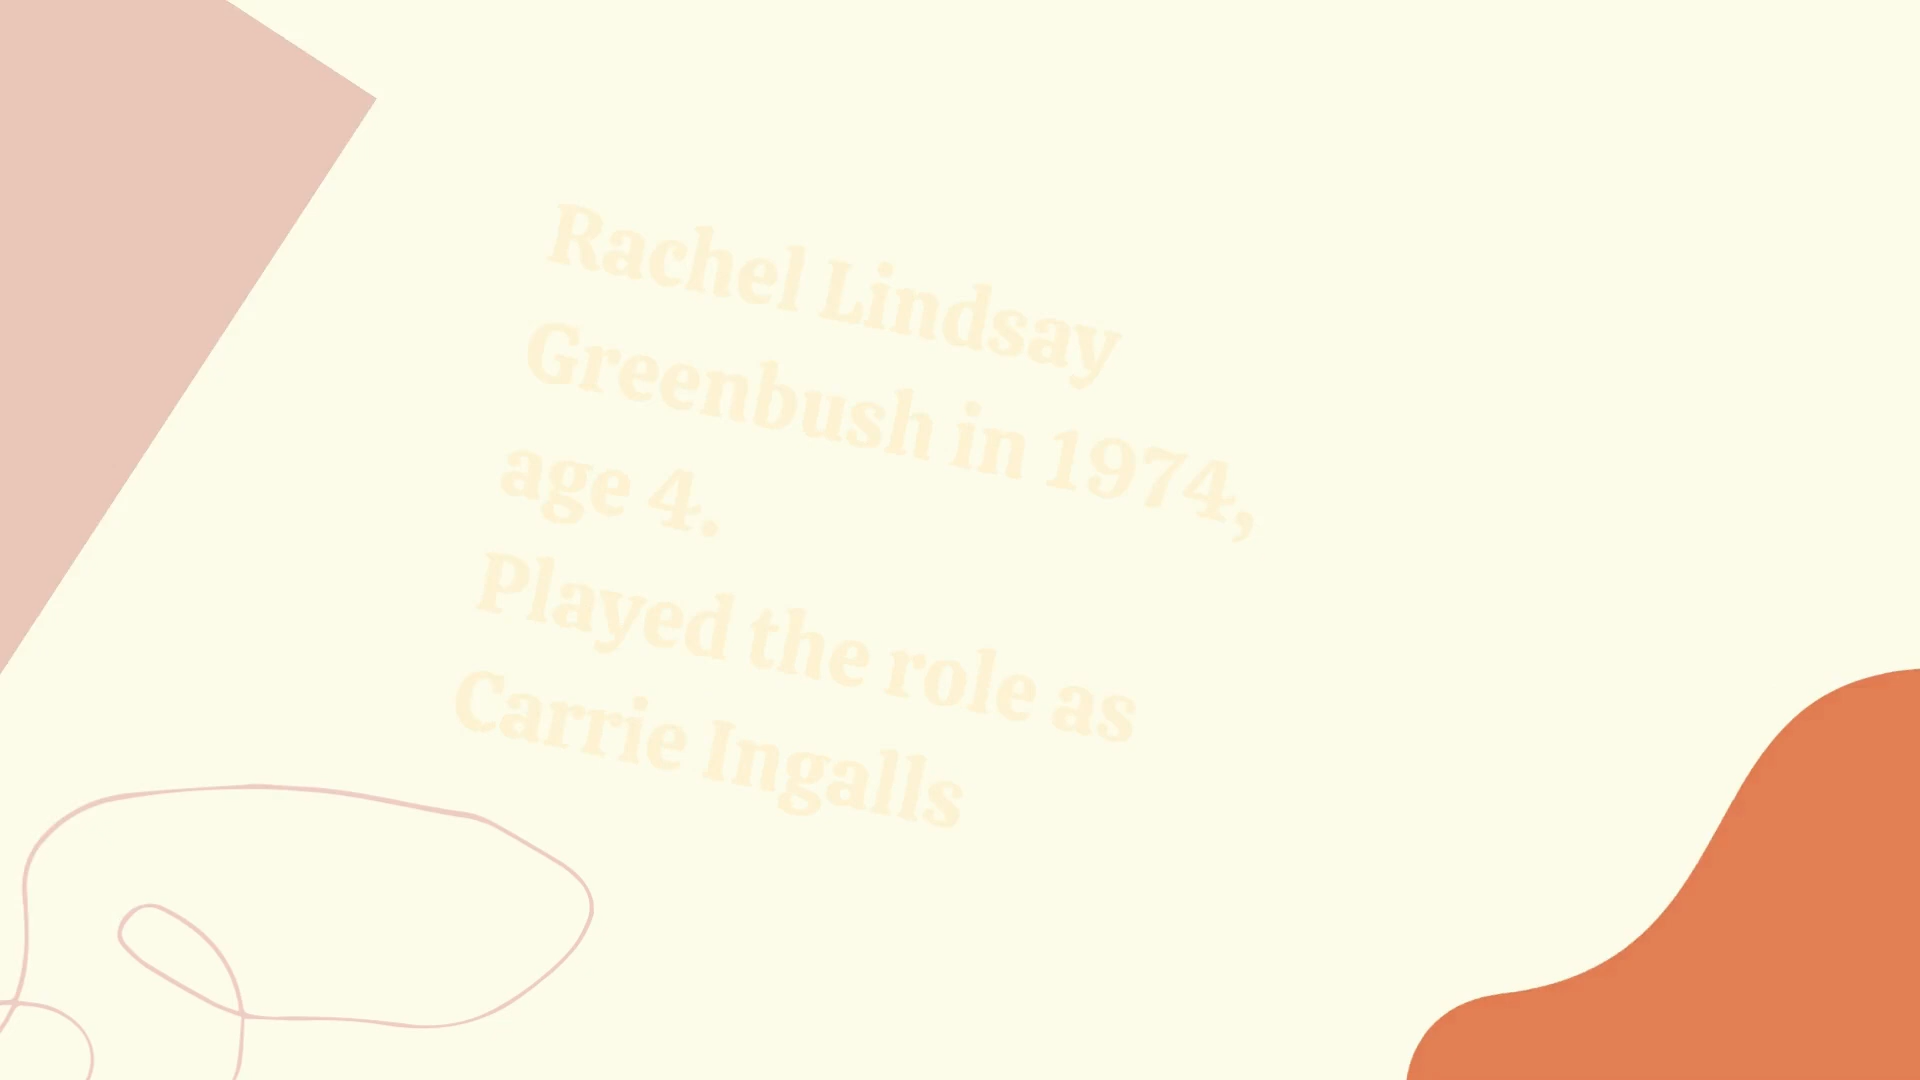 Rachel Lindsay
Greenbush in 1974,
age 4.
Played the role as
Carrie Ingalls